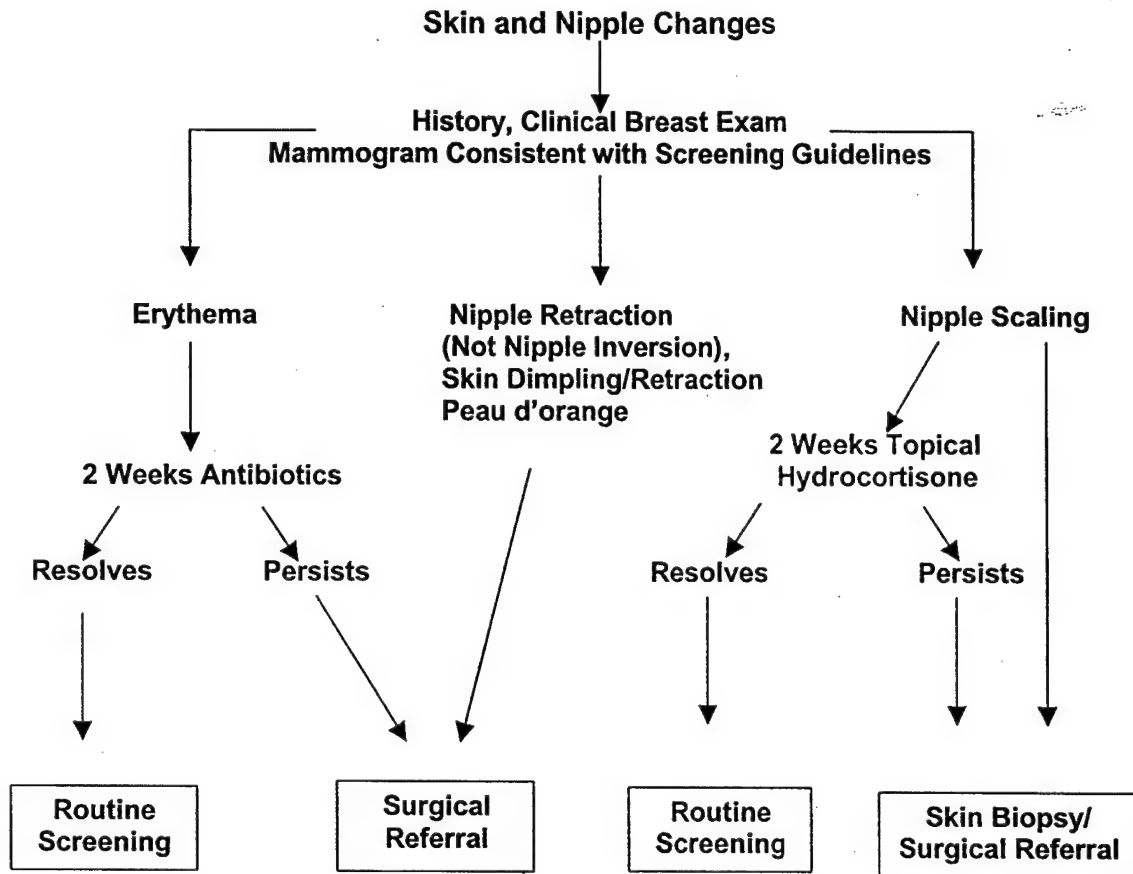 Skin and Nipple Changes
History, Clinical Breast Exam
Mammogram Consistent with Screening Guidelines
Erythema
Nipple Retraction
(Not Nipple Inversion),
Skin Dimpling/Retraction
Peau d'orange
Nipple Scaling
2 Weeks Antibiotics
2 Weeks Topical
Hydrocortisone
Resolves
Persists
Resolves
Persists
Routine
Screening
Surgical
Referral
Routine
Screening
Skin Biopsy/
Surgical Referral